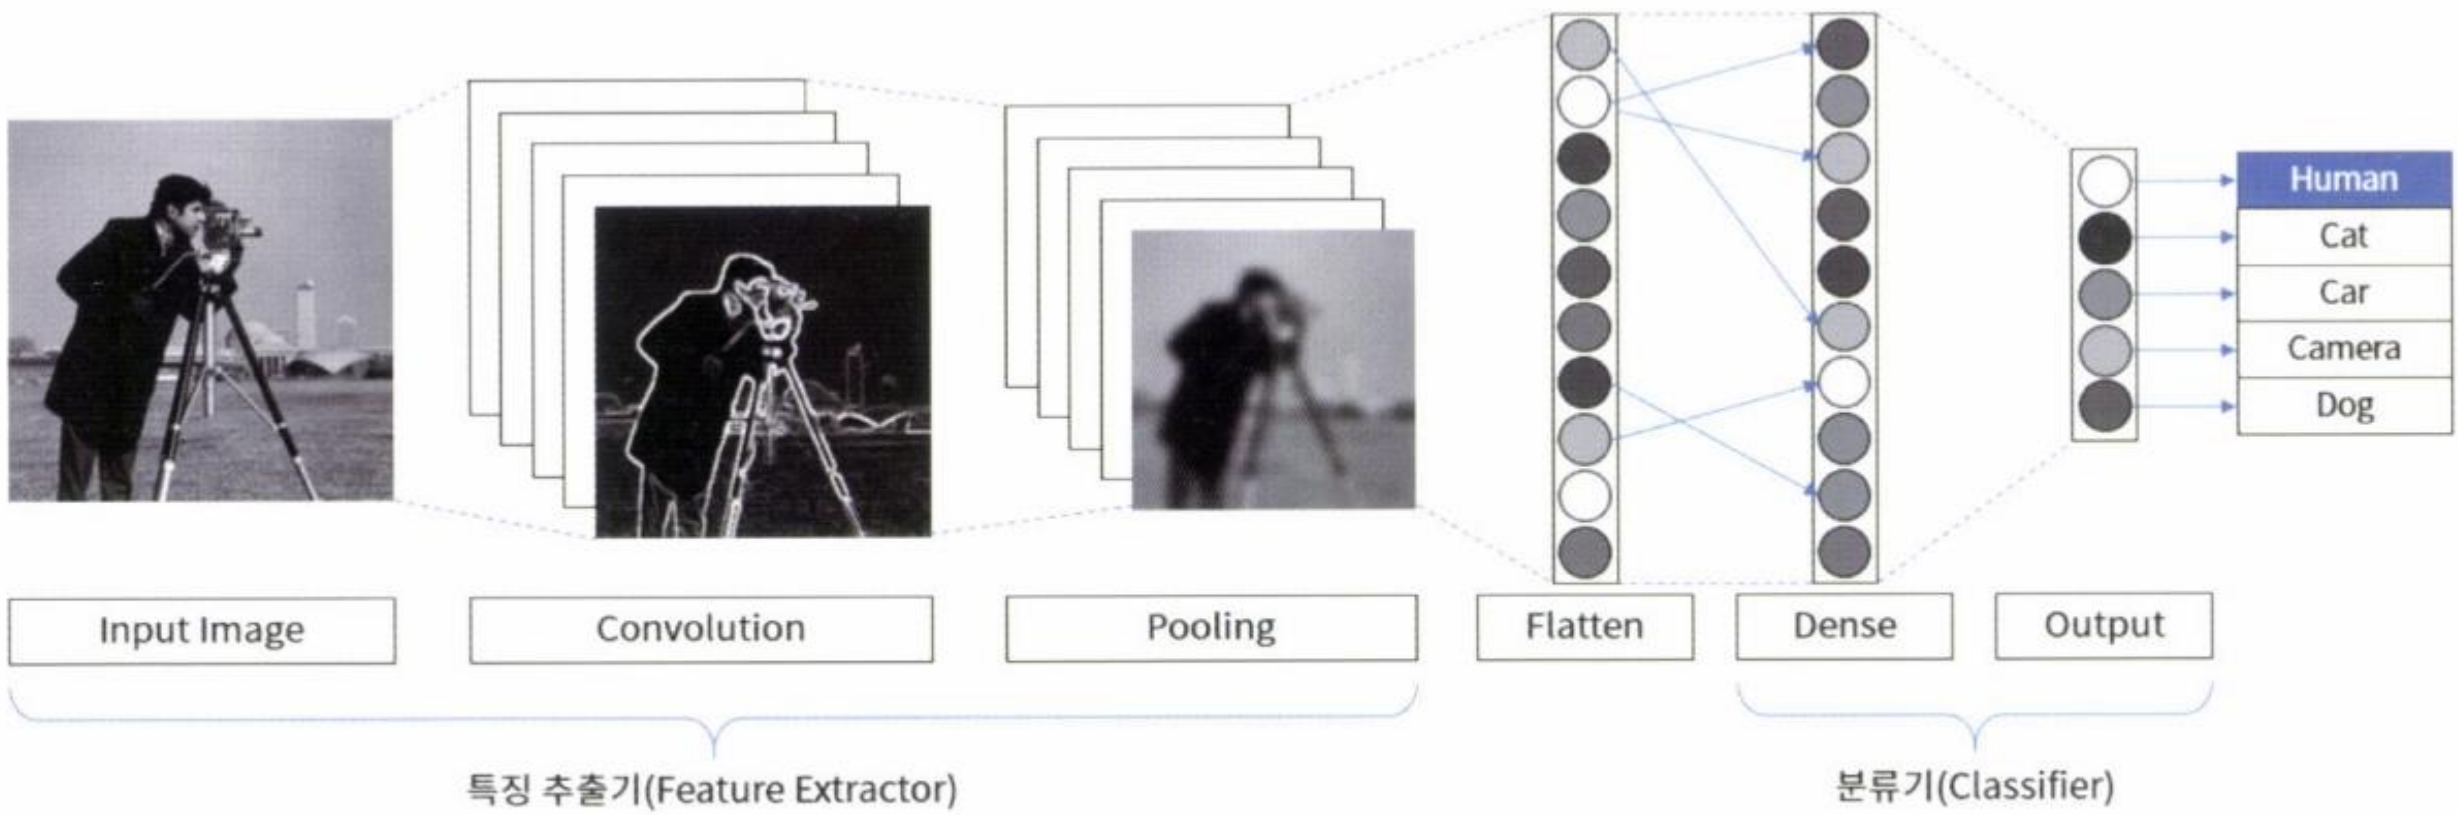 Human
Cat
Car
Camera
Dog
Input Image
Convolution
Pooling
Flatten
Dense
Output
특징 추출기(Feature Extractor)
분류기(Classifier)